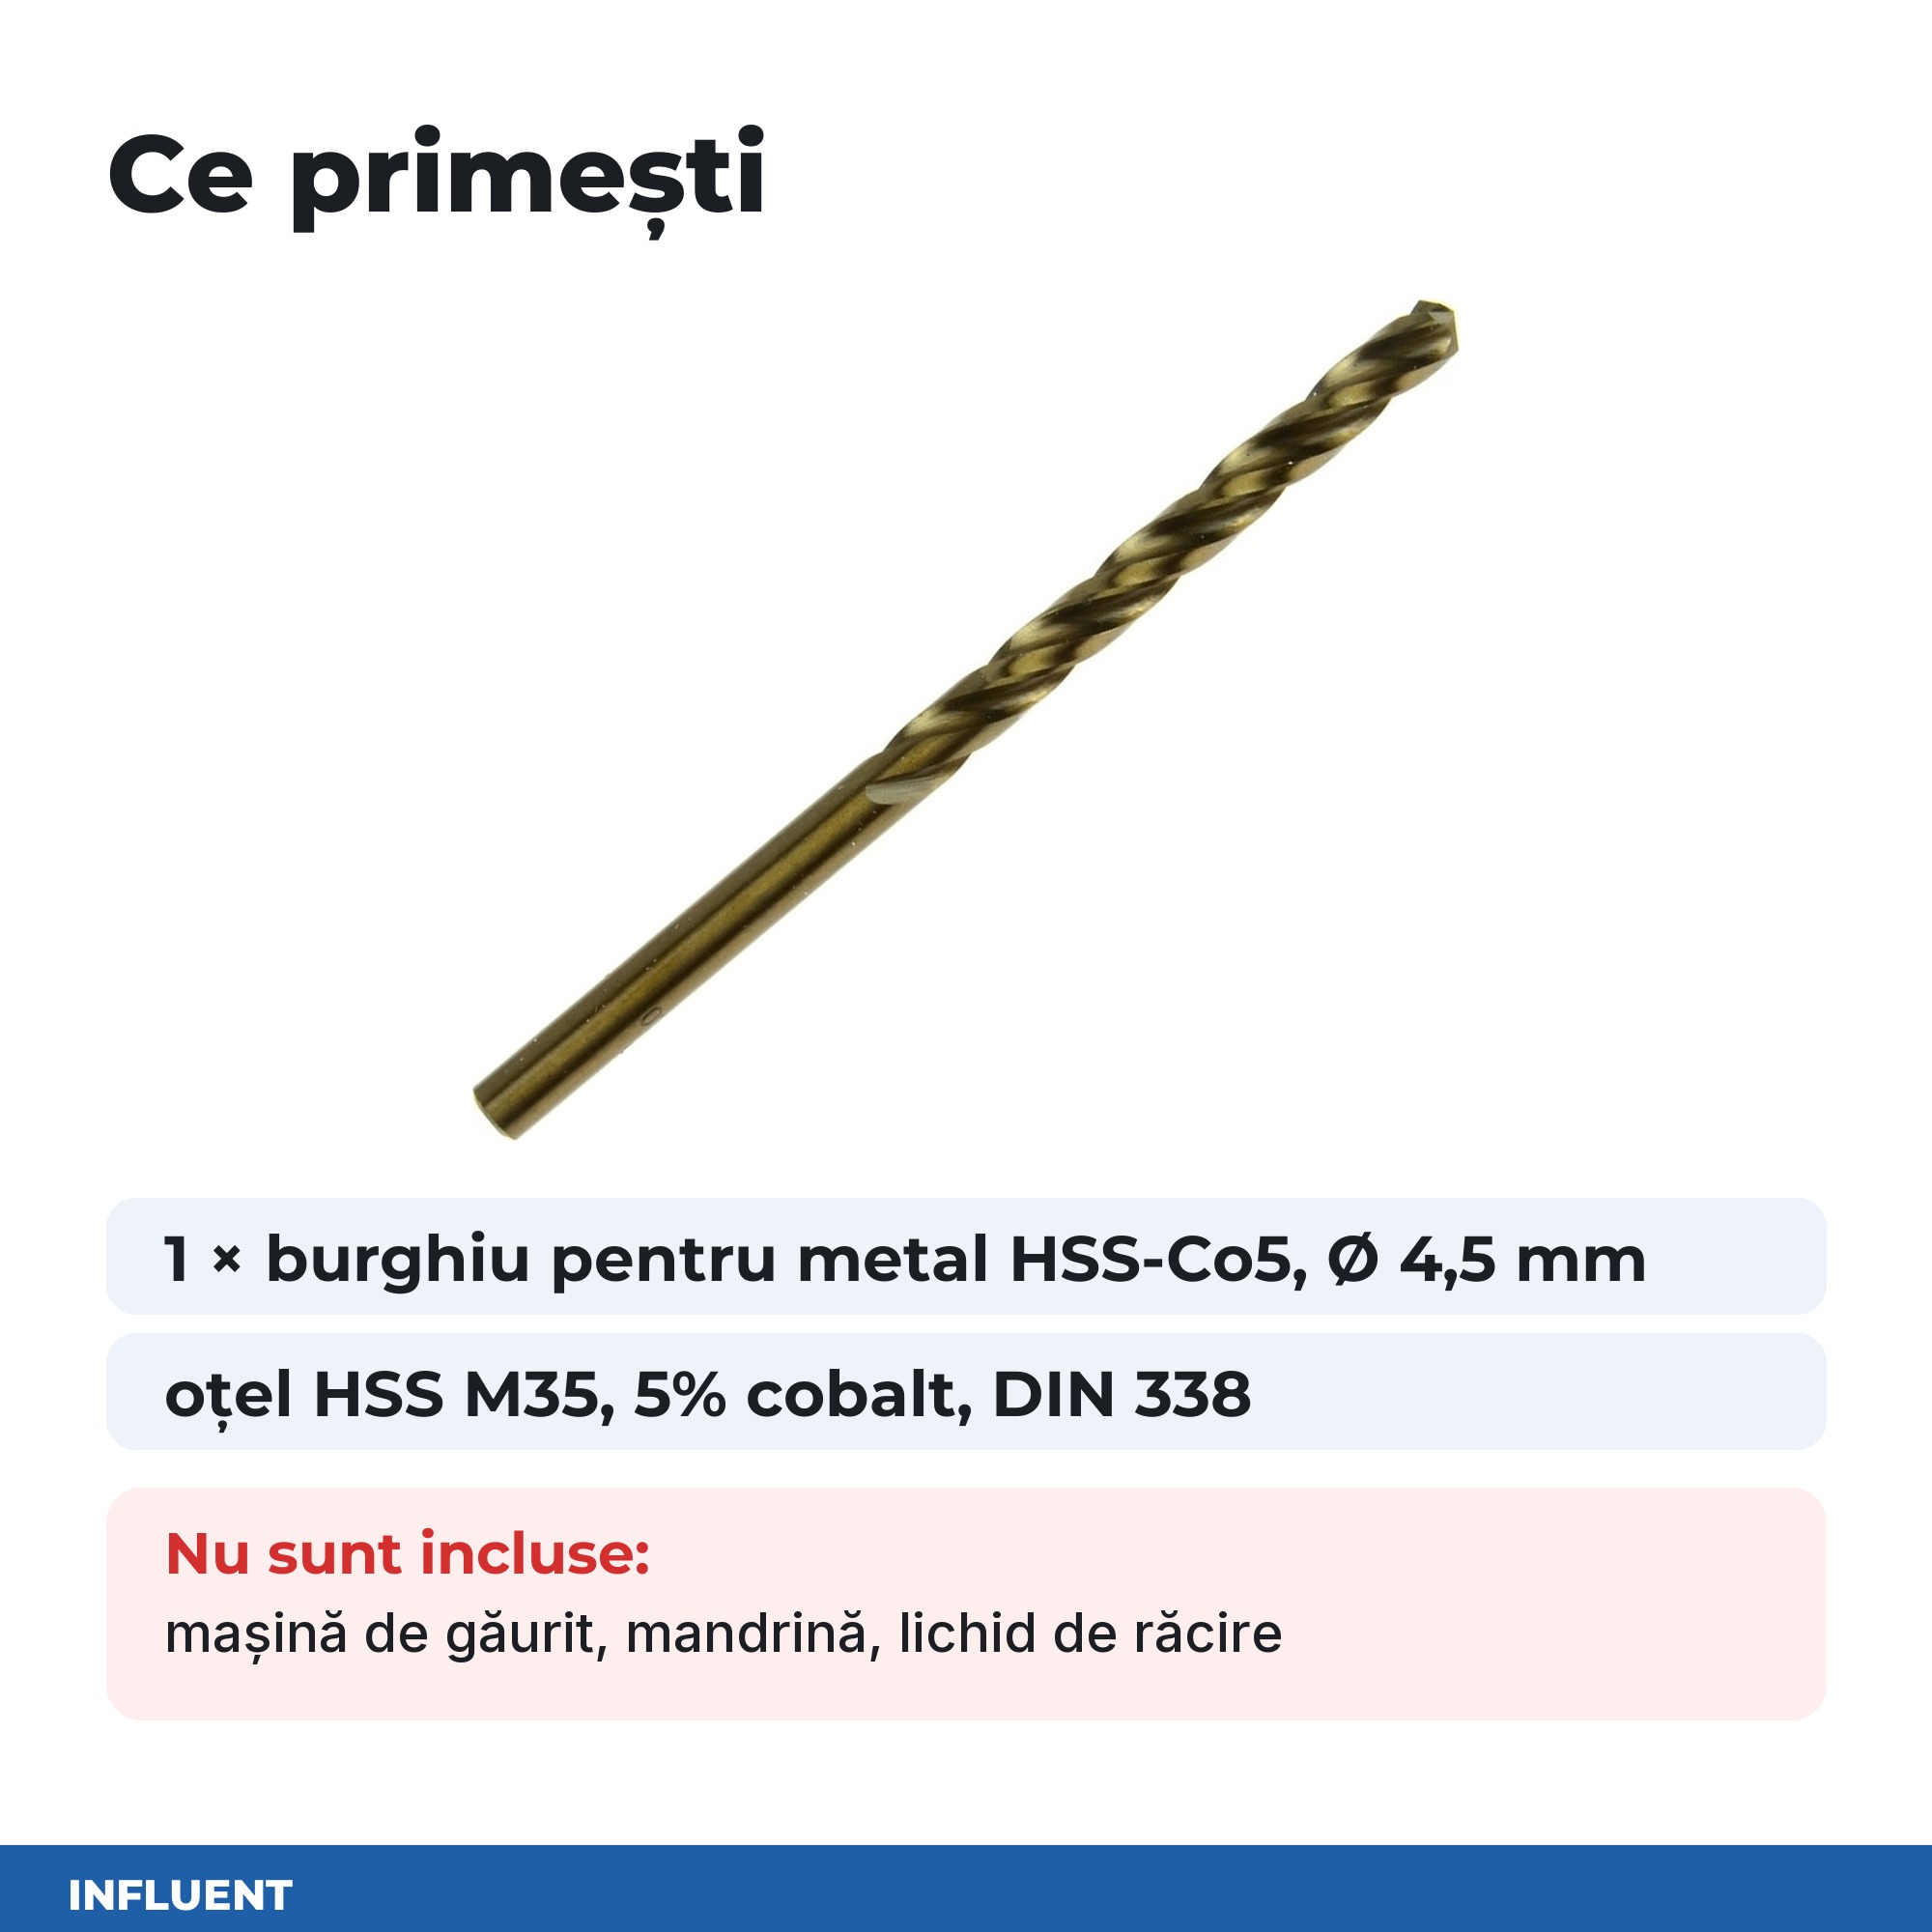 Ce primești
1 × burghiu pentru metal HSS-Co5, Ø 4,5 mm
oțel HSS M35, 5% cobalt, DIN 338
Nu sunt incluse:
mașină de găurit, mandrină, lichid de răcire
INFLUENT